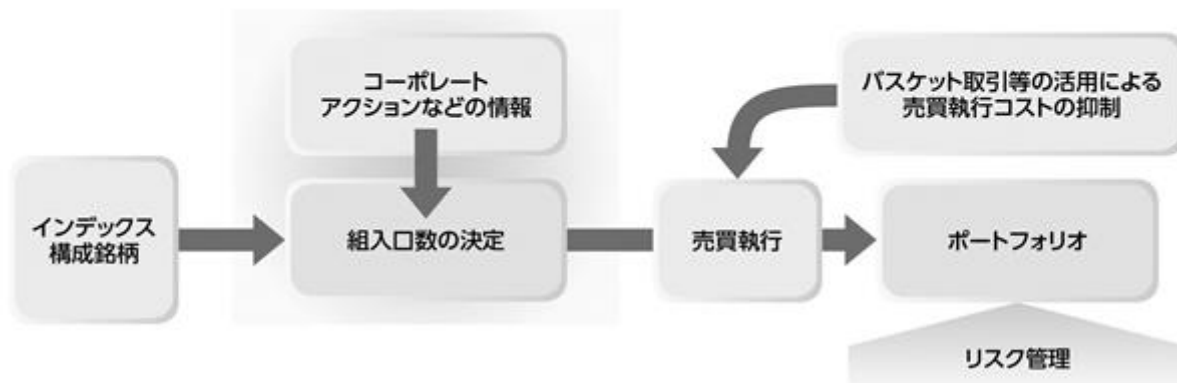 コーポレート
アクションなどの情報
バスケット取引等の活用による
売買執行コストの抑制
インデックス
構成銘柄
組入口数の決定
売買執行
ポートフォリオ
リスク管理